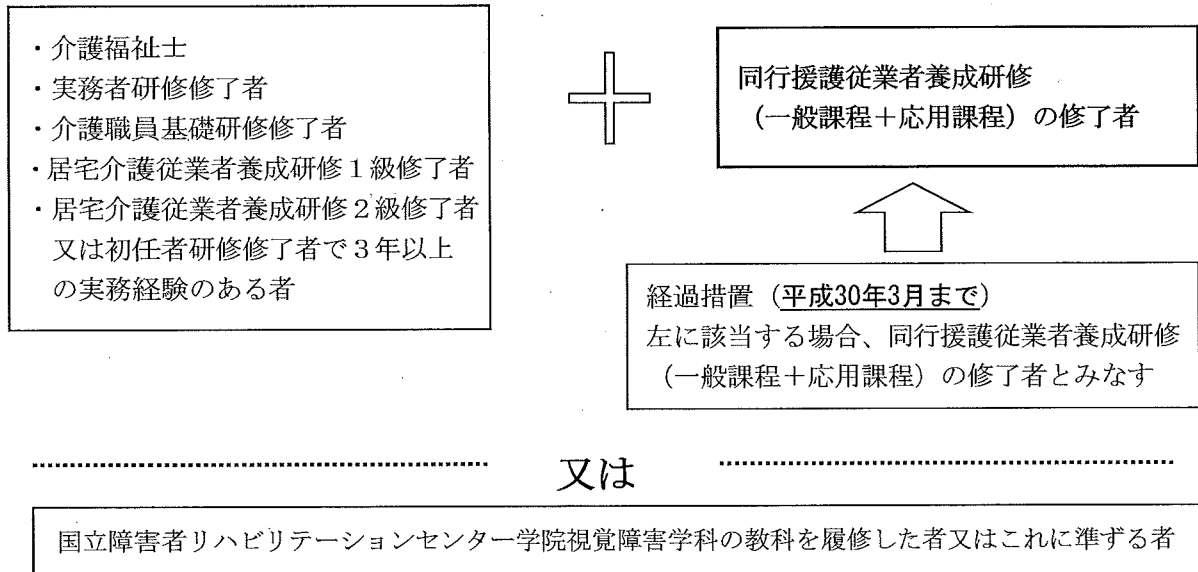 ・介護福祉士
・実務者研修修了者
・介護職員基礎研修修了者
・居宅介護従業者養成研修1級修了者
・居宅介護従業者養成研修2級修了者
又は初任者研修修了者で3年以上
の実務経験のある者
同行援護従業者養成研修
（一般課程＋応用課程）の修了者
経過措置（平成30年3月まで）
左に該当する場合、同行援護従業者養成研修
（一般課程＋応用課程）の修了者とみなす
又は
国立障害者リハビリテーションセンター学院視覚障害学科の教科を履修した者又はこれに準ずる者